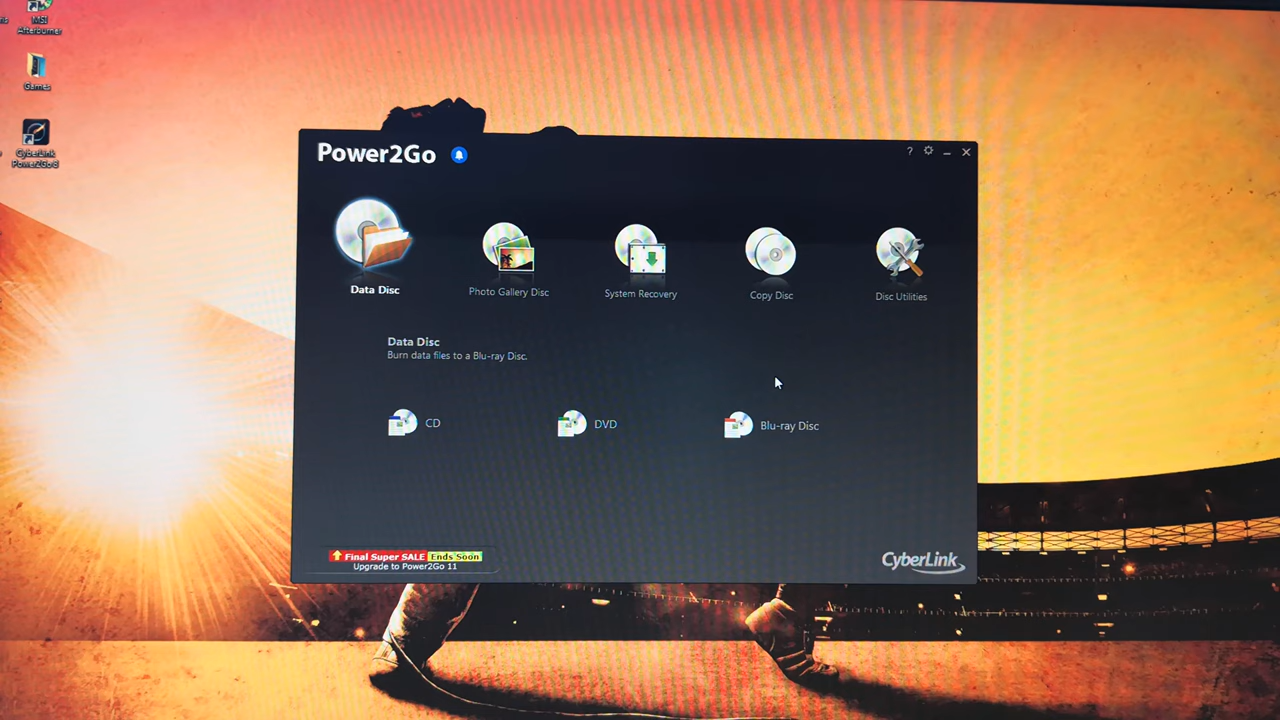 MSI
Afterburner
Games
CyberLink
Power2Go 8
Power2Go
?
Data Disc
Photo Gallery Disc
System Recovery
Copy Disc
Disc Utilities
Data Disc
Burn data files to a Blu-ray Disc.
CD
DVD
Blu-ray Disc
Final Super SALE Ends Soon
Upgrade to Power2Go 11
CyberLink